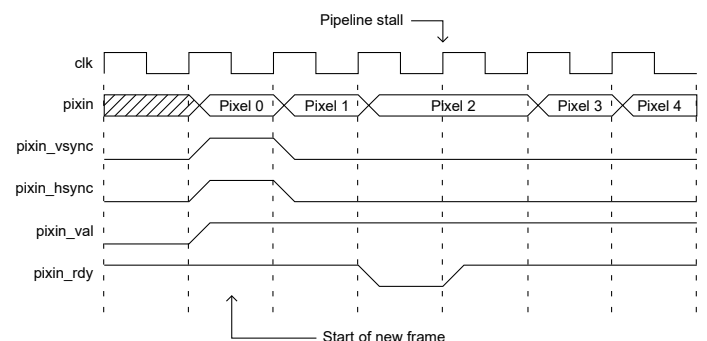 Pipeline stall
clk
pixin Pixel 0 Pixel 1 PIxel 2 Pixel 3 Pixel 4
pixin_vsync
pixin_hsync
pixin_val
pixin_rdy
Start of new frame